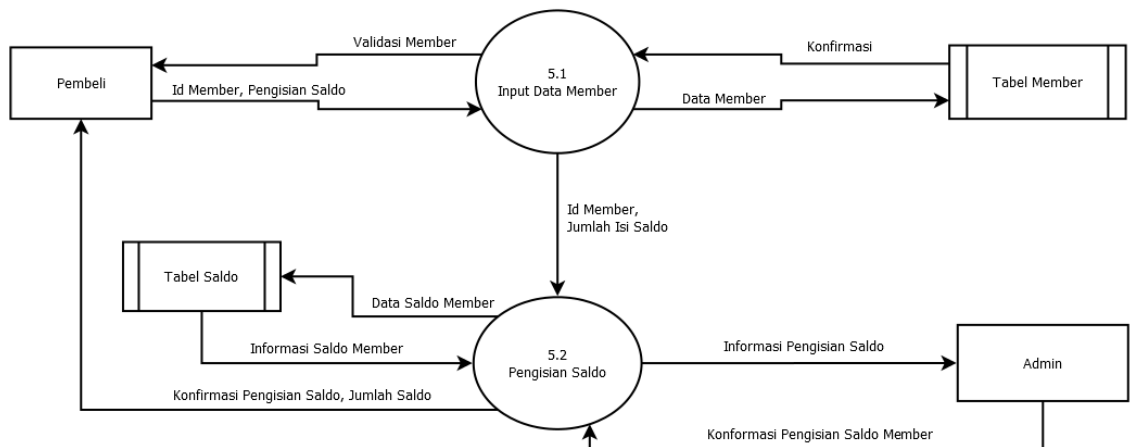 Validasi Member
Konfirmasi
Pembeli
5.1
Input Data Member
Tabel Member
Id Member, Pengisian Saldo
Data Member
Id Member,
Jumlah Isi Saldo
Tabel Saldo
Data Saldo Member
Informasi Saldo Member
5.2
Pengisian Saldo
Informasi Pengisian Saldo
Admin
Konfirmasi Pengisian Saldo, Jumlah Saldo
Konformasi Pengisian Saldo Member